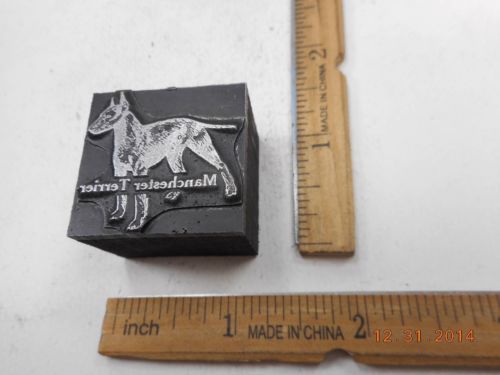 Manchester Terrier
1 MADE IN CHINA 2
inch 1 MADE IN CHINA 2
12.31.2014